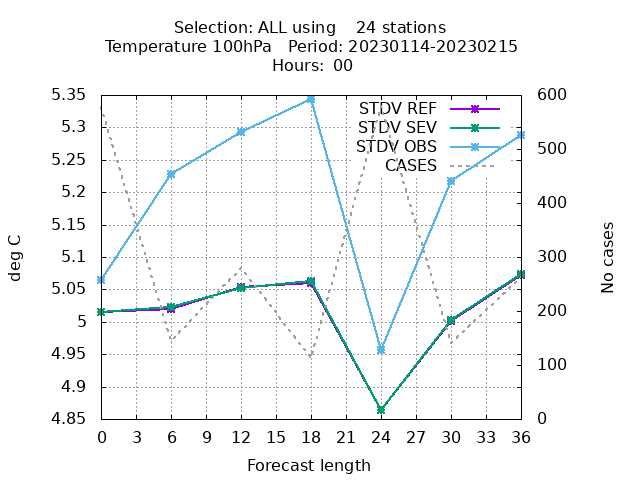 Selection: ALL using    24 stations
Temperature 100hPa   Period: 20230114-20230215
Hours:  00
5.35
5.3
5.25
5.2
5.15
5.1
5.05
5
4.95
4.9
4.85
deg C
STDV REF
STDV SEV
STDV OBS
CASES
600
500
400
300
200
100
0
No cases
0 3 6 9 12 15 18 21 24 27 30 33 36
Forecast length